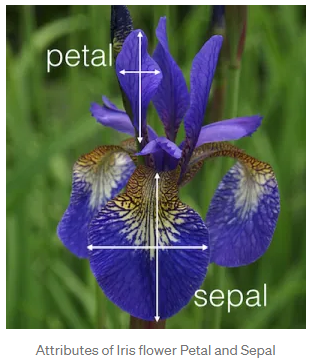 petal
sepal
Attributes of Iris flower Petal and Sepal